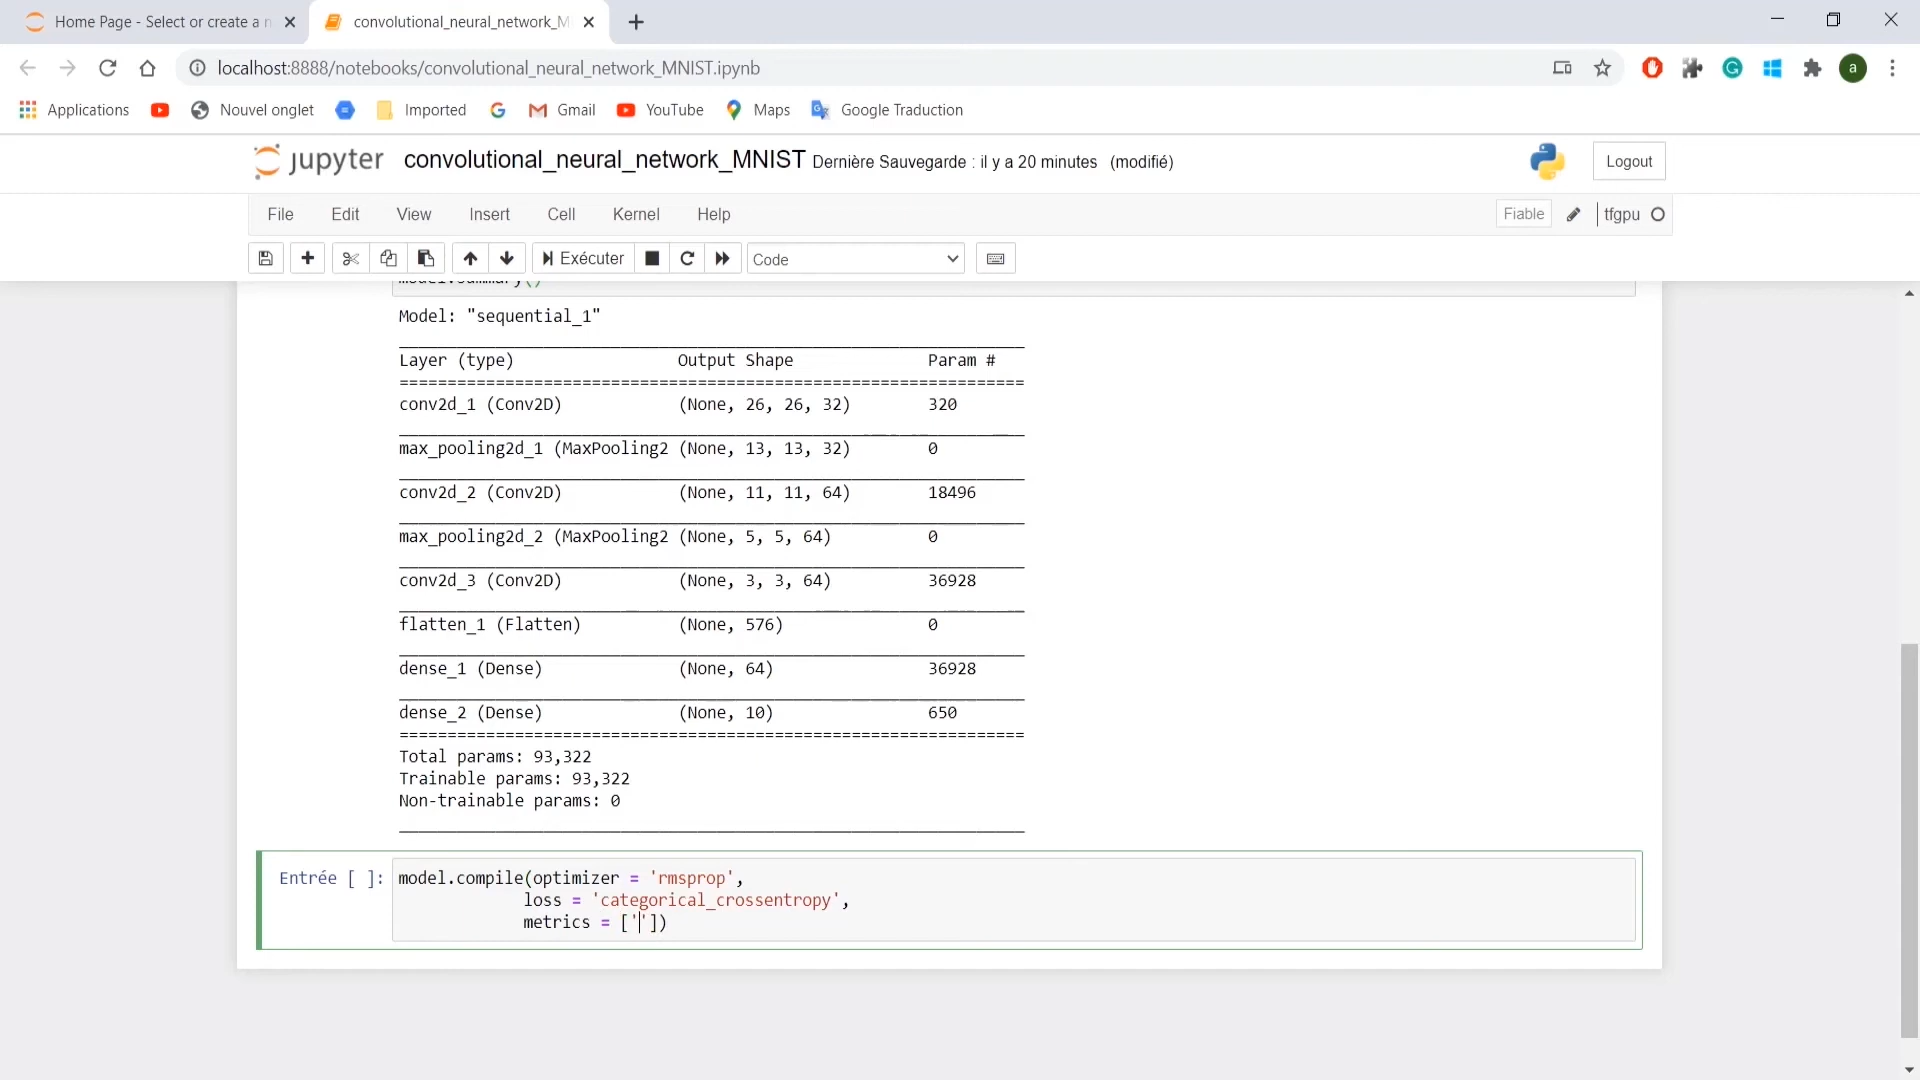 Home Page - Select or create a n
convolutional_neural_network_M
localhost:8888/notebooks/convolutional_neural_network_MNIST.ipynb
a
Applications
Nouvel onglet
Imported
Gmail
YouTube
Maps
Google Traduction
jupyter convolutional_neural_network_MNIST Dernière Sauvegarde : il y a 20 minutes (modifié)
Logout
File Edit View Insert Cell Kernel Help
Fiable
tfgpu
Exécuter
Code
model.summary()
Model: "sequential_1"
Layer (type) Output Shape Param #
=================================================================
conv2d_1 (Conv2D) (None, 26, 26, 32) 320
max_pooling2d_1 (MaxPooling2 (None, 13, 13, 32) 0
conv2d_2 (Conv2D) (None, 11, 11, 64) 18496
max_pooling2d_2 (MaxPooling2 (None, 5, 5, 64) 0
conv2d_3 (Conv2D) (None, 3, 3, 64) 36928
flatten_1 (Flatten) (None, 576) 0
dense_1 (Dense) (None, 64) 36928
dense_2 (Dense) (None, 10) 650
=================================================================
Total params: 93,322
Trainable params: 93,322
Non-trainable params: 0
Entrée [ ]: model.compile(optimizer = 'rmsprop',
loss = 'categorical_crossentropy',
metrics = [''])